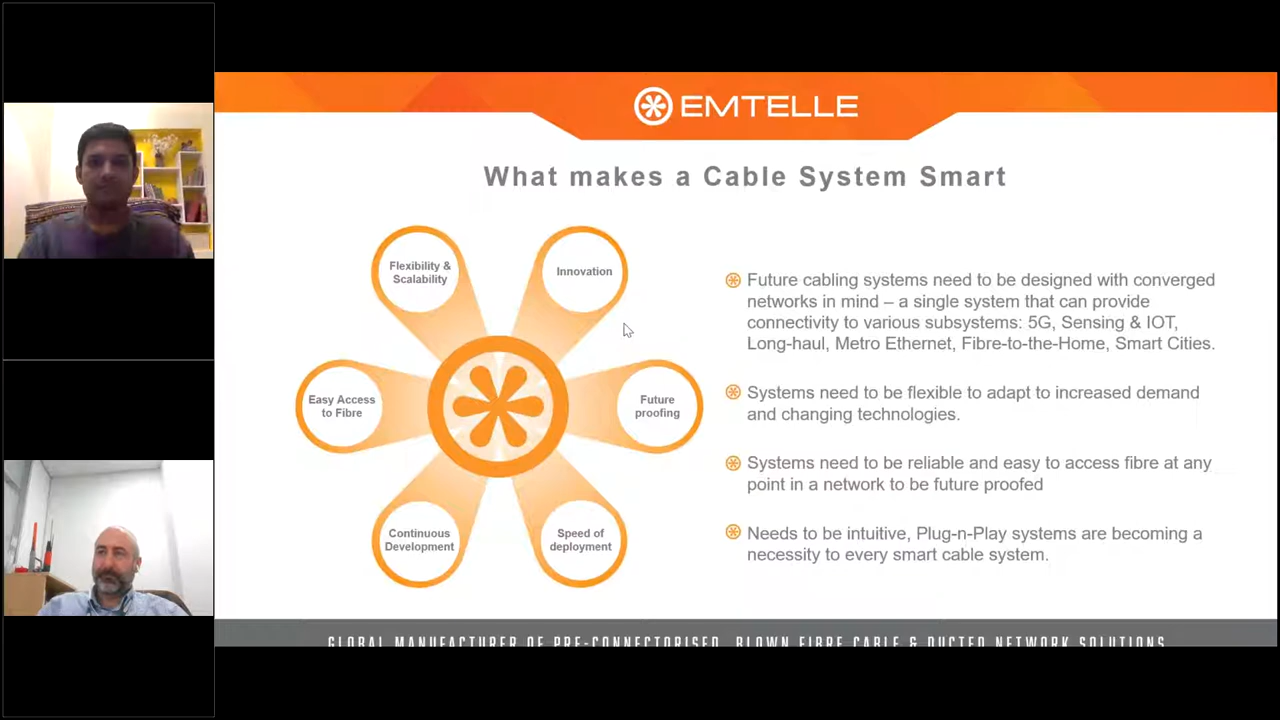 EMTELLE
What makes a Cable System Smart
Flexibility &
Scalability
Innovation
Easy Access
to Fibre
Future
proofing
Continuous
Development
Speed of
deployment
Future cabling systems need to be designed with converged
networks in mind – a single system that can provide
connectivity to various subsystems: 5G, Sensing & IOT,
Long-haul, Metro Ethernet, Fibre-to-the-Home, Smart Cities.
Systems need to be flexible to adapt to increased demand
and changing technologies.
Systems need to be reliable and easy to access fibre at any
point in a network to be future proofed
Needs to be intuitive, Plug-n-Play systems are becoming a
necessity to every smart cable system.
GLOBAL MANUFACTURER OF PRE-CONNECTORISED, BLOWN FIBRE CABLE & DUCTED NETWORK SOLUTIONS